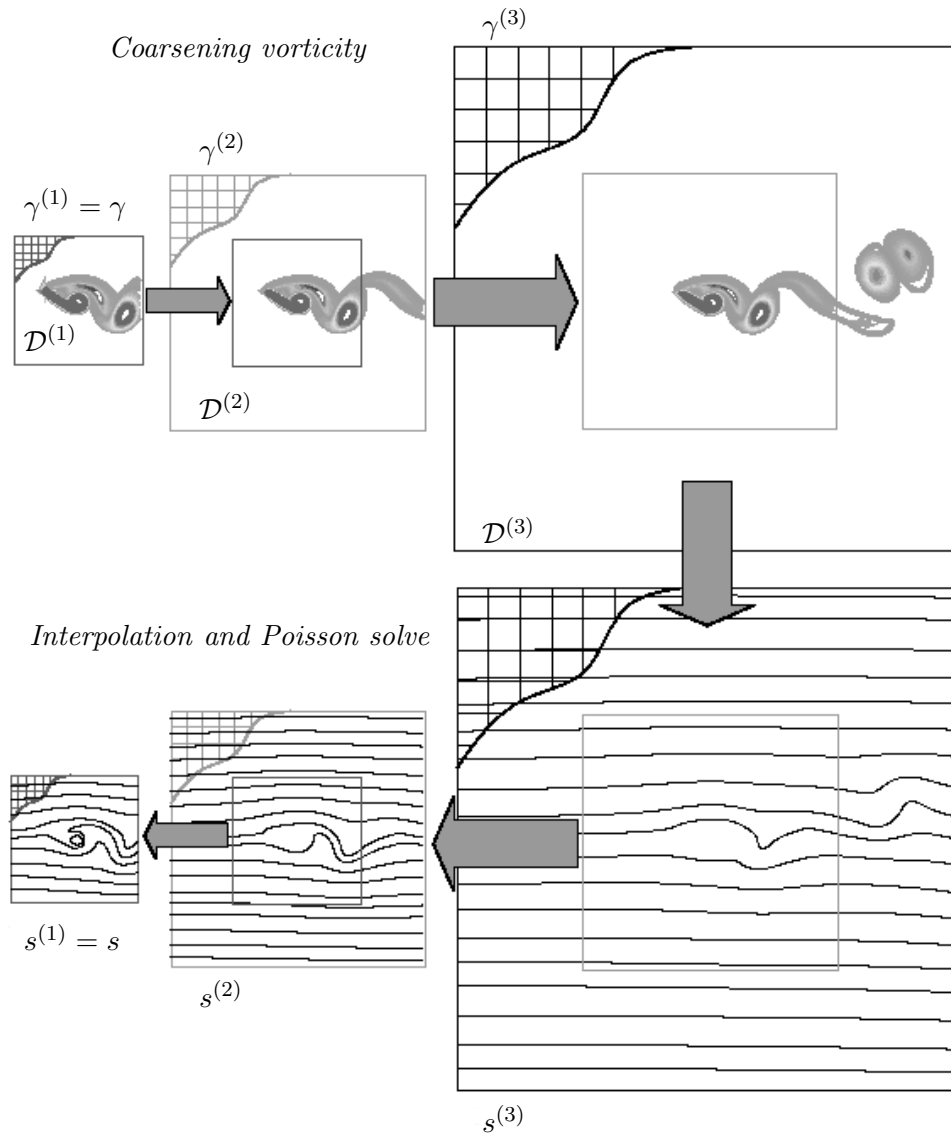 Coarsening vorticity
γ^{(3)}
γ^{(2)}
γ^{(1)} = γ
𝒟^{(1)}
𝒟^{(2)}
𝒟^{(3)}
Interpolation and Poisson solve
s^{(1)} = s
s^{(2)}
s^{(3)}